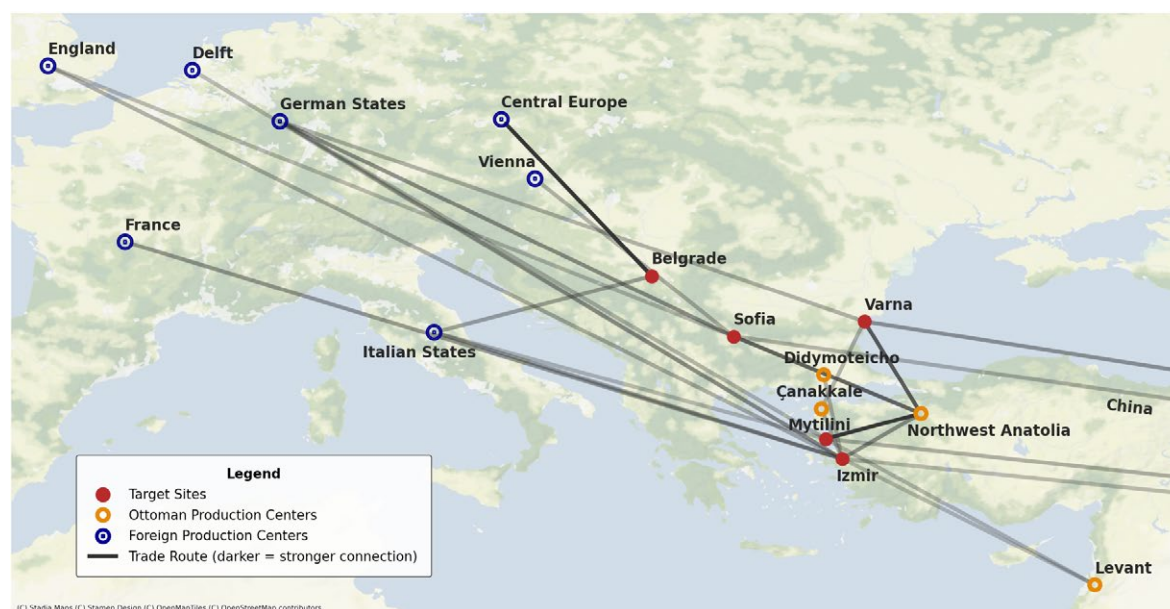 England
Delft
German States
Central Europe
Vienna
France
Belgrade
Varna
Sofia
Italian States
Didymoteicho
Çanakkale
China
Mytilini
Northwest Anatolia
Izmir
Levant
Legend
Target Sites
Ottoman Production Centers
Foreign Production Centers
Trade Route (darker = stronger connection)
(C) Stadia Maps (C) Stamen Design (C) OpenMapTiles (C) OpenStreetMap contributors